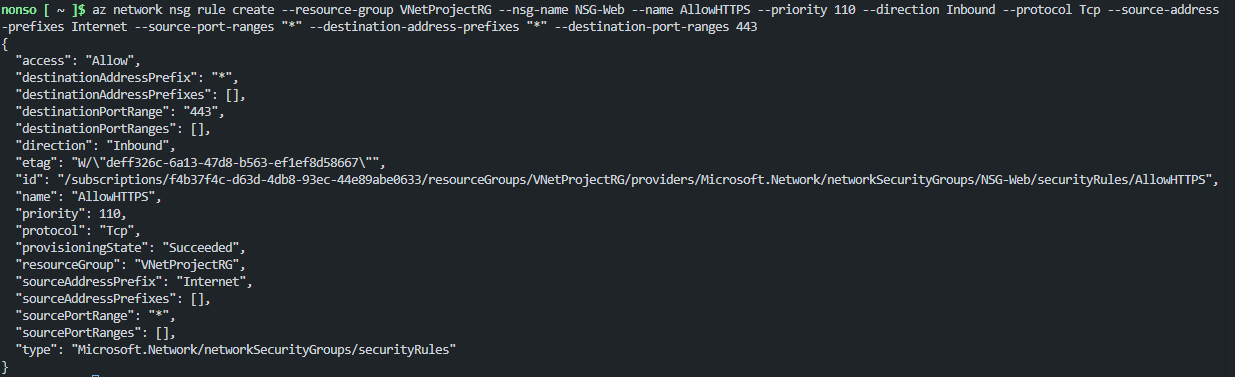 nonso [ ~ ]$ az network nsg rule create --resource-group VNetProjectRG --nsg-name NSG-Web --name AllowHTTPS --priority 110 --direction Inbound --protocol Tcp --source-address
-prefixes Internet --source-port-ranges "*" --destination-address-prefixes "*" --destination-port-ranges 443
{
  "access": "Allow",
  "destinationAddressPrefix": "*",
  "destinationAddressPrefixes": [],
  "destinationPortRange": "443",
  "destinationPortRanges": [],
  "direction": "Inbound",
  "etag": "W/\"deff326c-6a13-47d8-b563-ef1ef8d58667\"",
  "id": "/subscriptions/f4b37f4c-d63d-4db8-93ec-44e89abe0633/resourceGroups/VNetProjectRG/providers/Microsoft.Network/networkSecurityGroups/NSG-Web/securityRules/AllowHTTPS",
  "name": "AllowHTTPS",
  "priority": 110,
  "protocol": "Tcp",
  "provisioningState": "Succeeded",
  "resourceGroup": "VNetProjectRG",
  "sourceAddressPrefix": "Internet",
  "sourceAddressPrefixes": [],
  "sourcePortRange": "*",
  "sourcePortRanges": [],
  "type": "Microsoft.Network/networkSecurityGroups/securityRules"
}